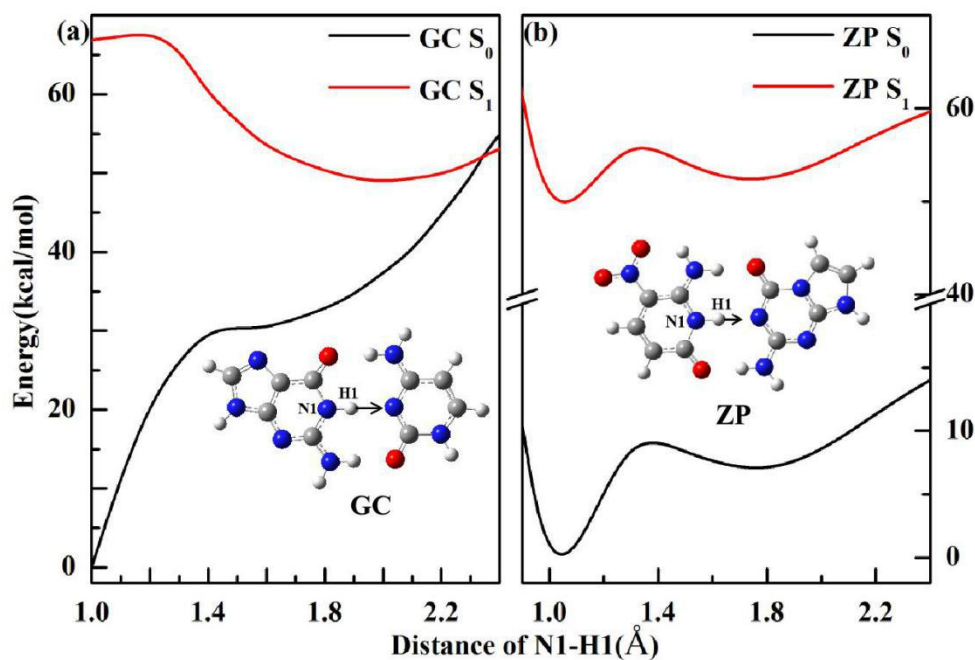 (a)
GC S0
GC S1
60
40
20
0
N1
H1
GC
1.0
1.4
1.8
2.2
Energy(kcal/mol)
(b)
ZP S0
ZP S1
60
40
10
0
N1
H1
ZP
1.0
1.4
1.8
2.2
Distance of N1-H1(Å)